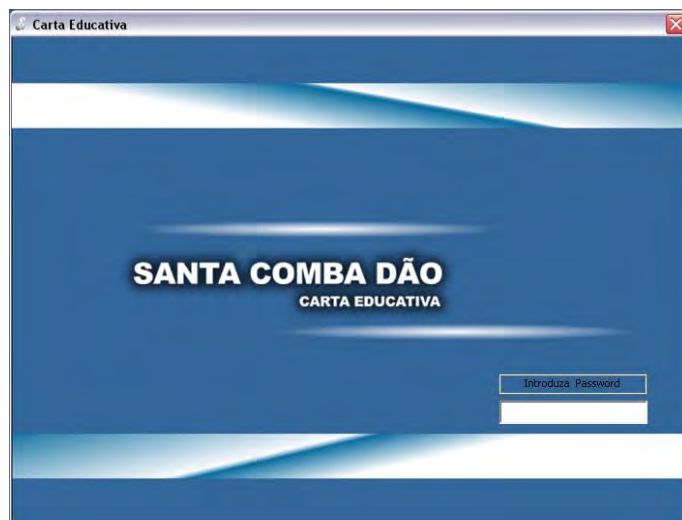 Carta Educativa
SANTA COMBA DÃO
CARTA EDUCATIVA
Introduza Password